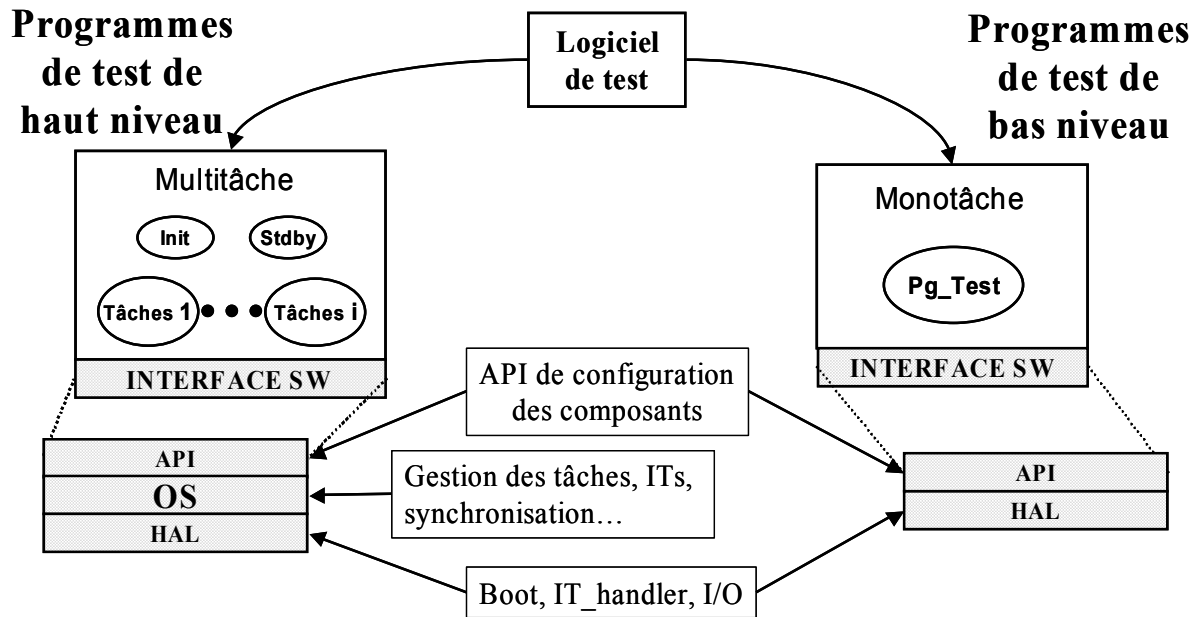 Programmes
de test de
haut niveau
Logiciel
de test
Programmes
de test de
bas niveau
Multitâche
Init
Stdby
Tâches 1
Tâches i
INTERFACE SW
Monotâche
Pg_Test
INTERFACE SW
API de configuration
des composants
API
OS
HAL
Gestion des tâches, ITs,
synchronisation…
API
HAL
Boot, IT_handler, I/O